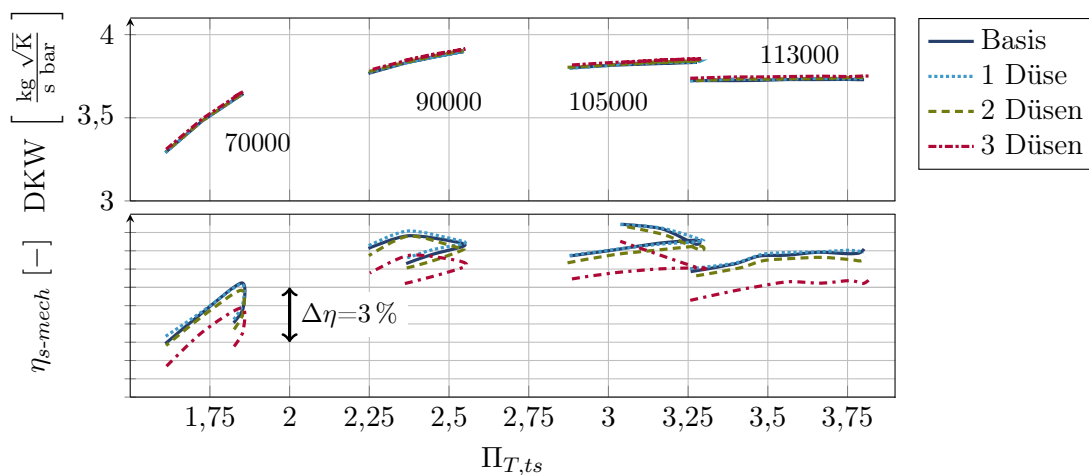 4
3,5
3
DKW [kg √K / s bar]
70000
90000
105000
113000
Basis
1 Düse
2 Düsen
3 Düsen
ηs-mech [−]
Δη=3 %
1,75 2 2,25 2,5 2,75 3 3,25 3,5 3,75
ΠT,ts